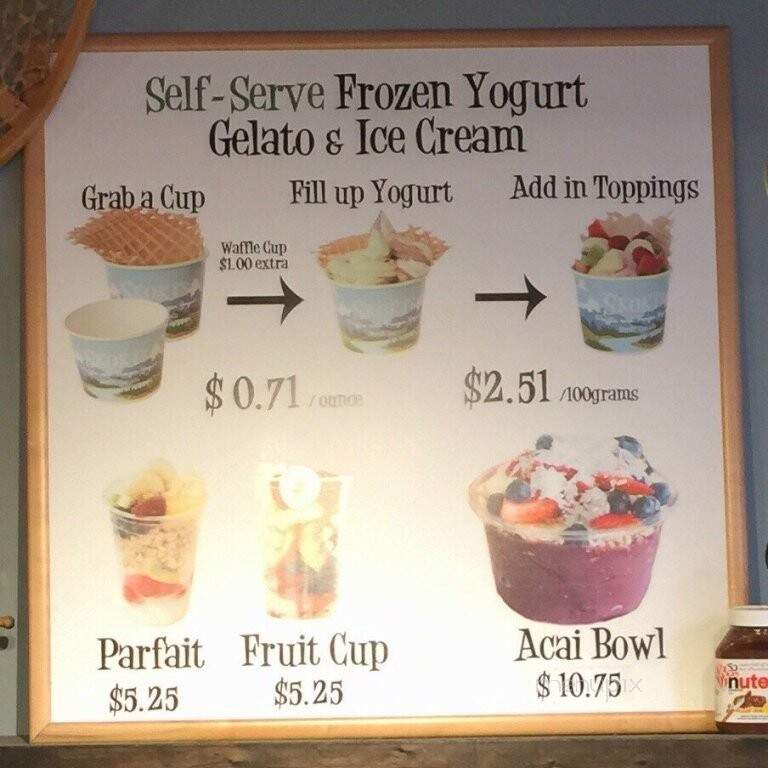 Self-Serve Frozen Yogurt
Gelato & Ice Cream
Grab a Cup
Fill up Yogurt
Add in Toppings
Waffle Cup
$1.00 extra
$0.71 / ounce
$2.51 /100grams
Parfait
$5.25
Fruit Cup
$5.25
Acai Bowl
$10.75
nute